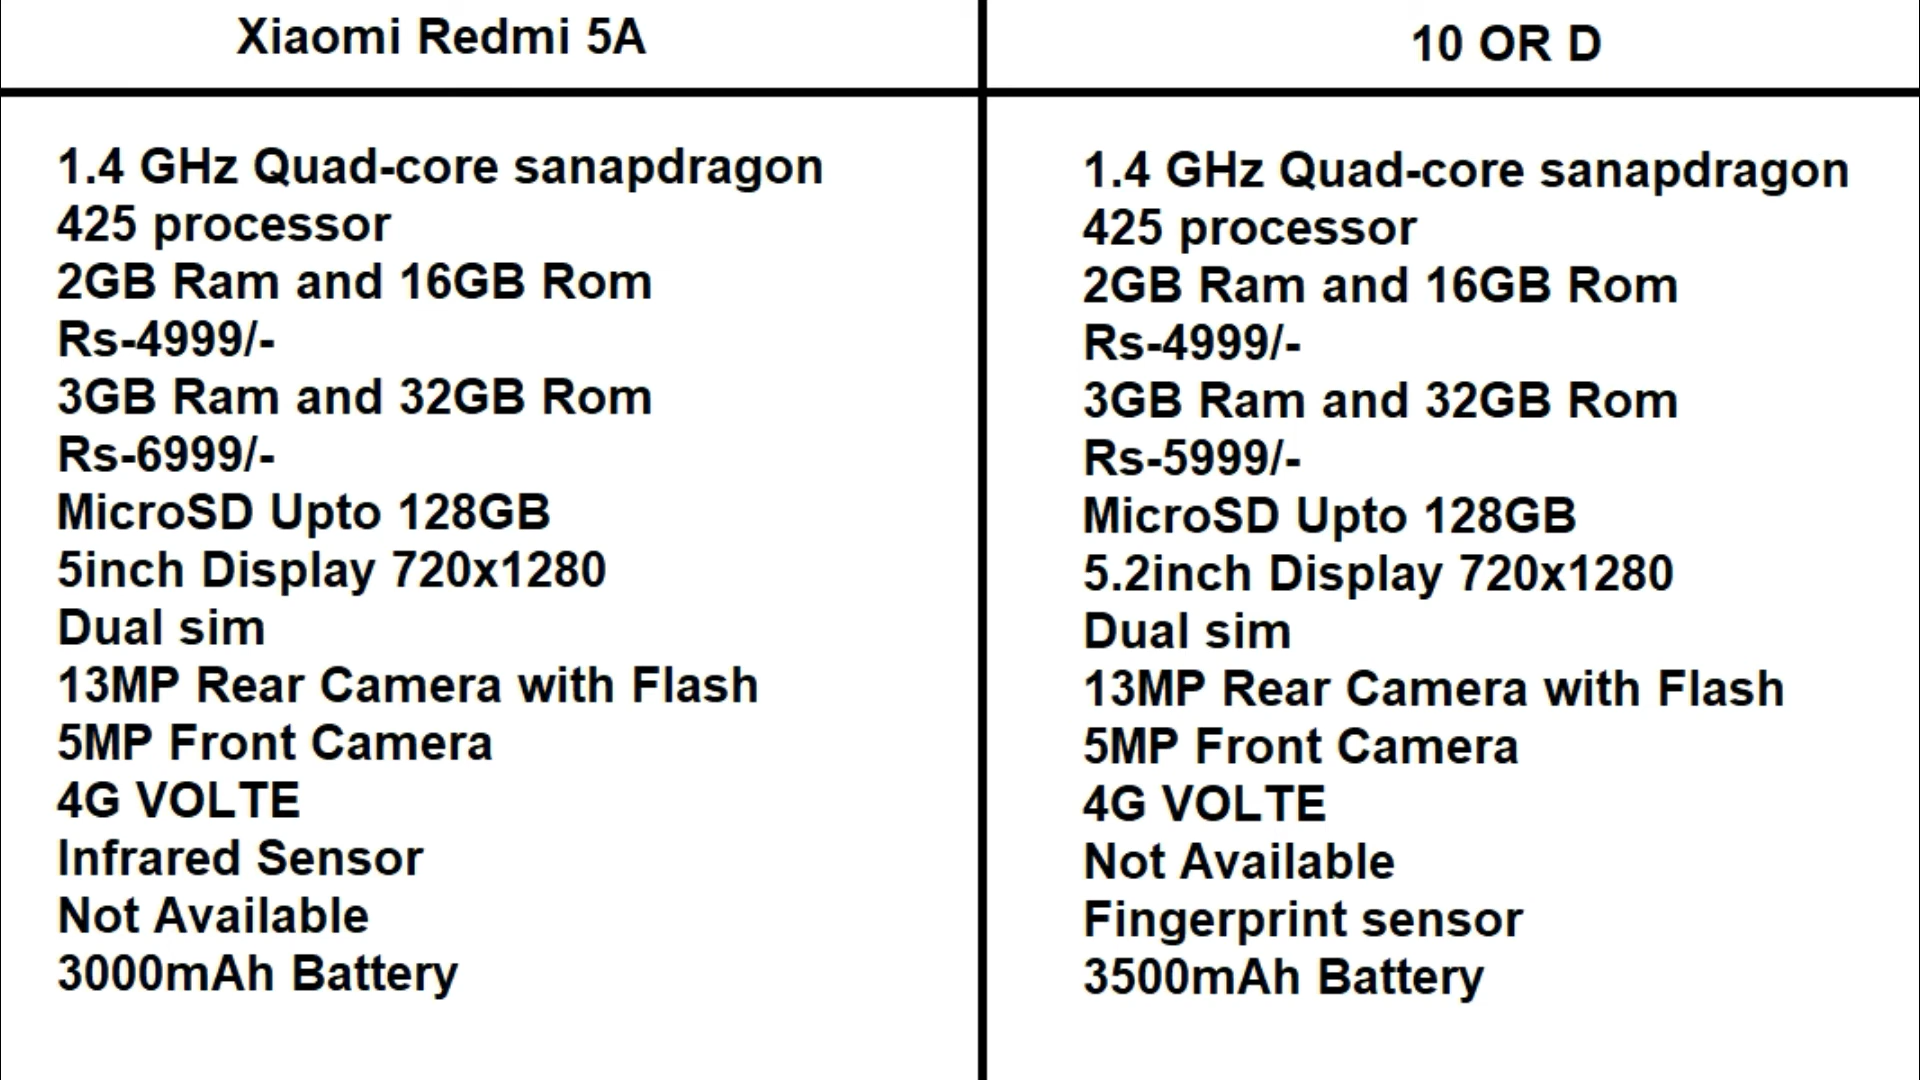 Xiaomi Redmi 5A
1.4 GHz Quad-core sanapdragon
425 processor
2GB Ram and 16GB Rom
Rs-4999/-
3GB Ram and 32GB Rom
Rs-6999/-
MicroSD Upto 128GB
5inch Display 720x1280
Dual sim
13MP Rear Camera with Flash
5MP Front Camera
4G VOLTE
Infrared Sensor
Not Available
3000mAh Battery
10 OR D
1.4 GHz Quad-core sanapdragon
425 processor
2GB Ram and 16GB Rom
Rs-4999/-
3GB Ram and 32GB Rom
Rs-5999/-
MicroSD Upto 128GB
5.2inch Display 720x1280
Dual sim
13MP Rear Camera with Flash
5MP Front Camera
4G VOLTE
Not Available
Fingerprint sensor
3500mAh Battery